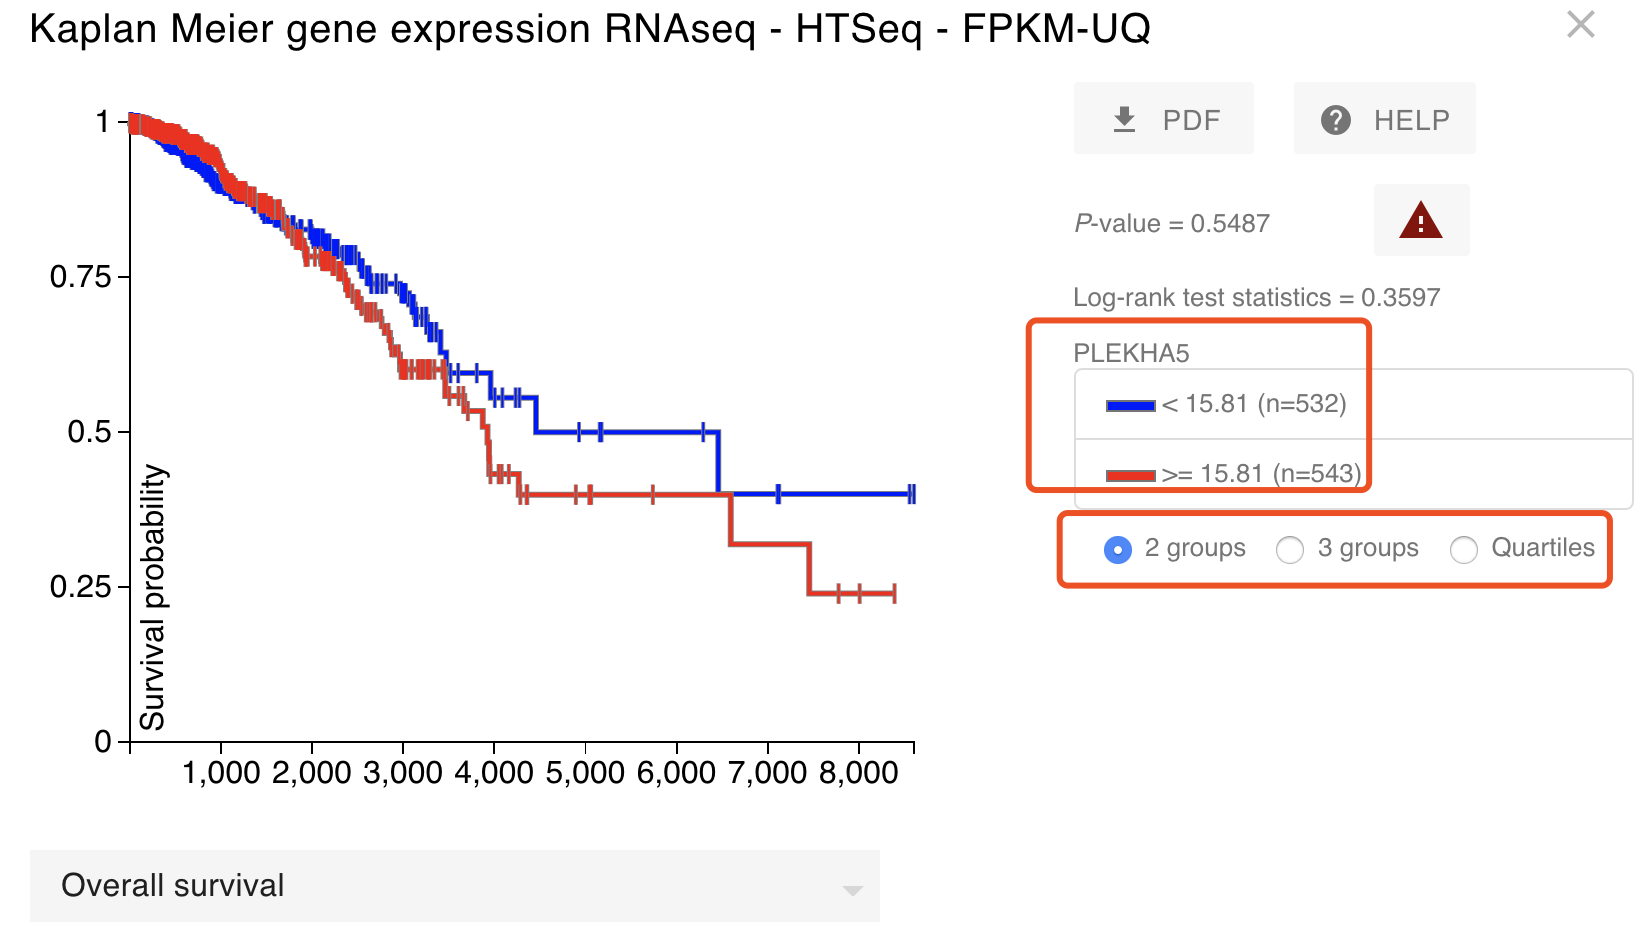 Kaplan Meier gene expression RNAseq - HTSeq - FPKM-UQ
PDF
HELP
P-value = 0.5487
Log-rank test statistics = 0.3597
PLEKHA5
< 15.81 (n=532)
>= 15.81 (n=543)
2 groups
3 groups
Quartiles
1
0.75
0.5
0.25
0
Survival probability
1,000 2,000 3,000 4,000 5,000 6,000 7,000 8,000
Overall survival